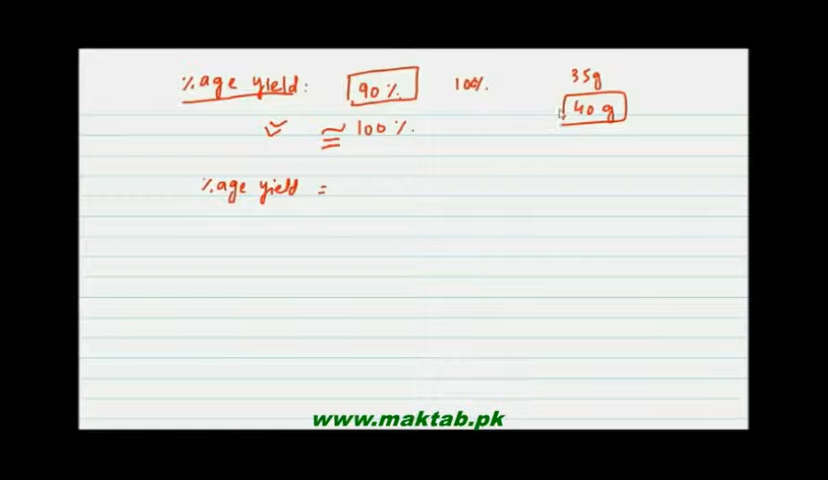 %age yield: 90% 100% 35g
≅ 100% 40 g
%age yield =
www.maktab.pk